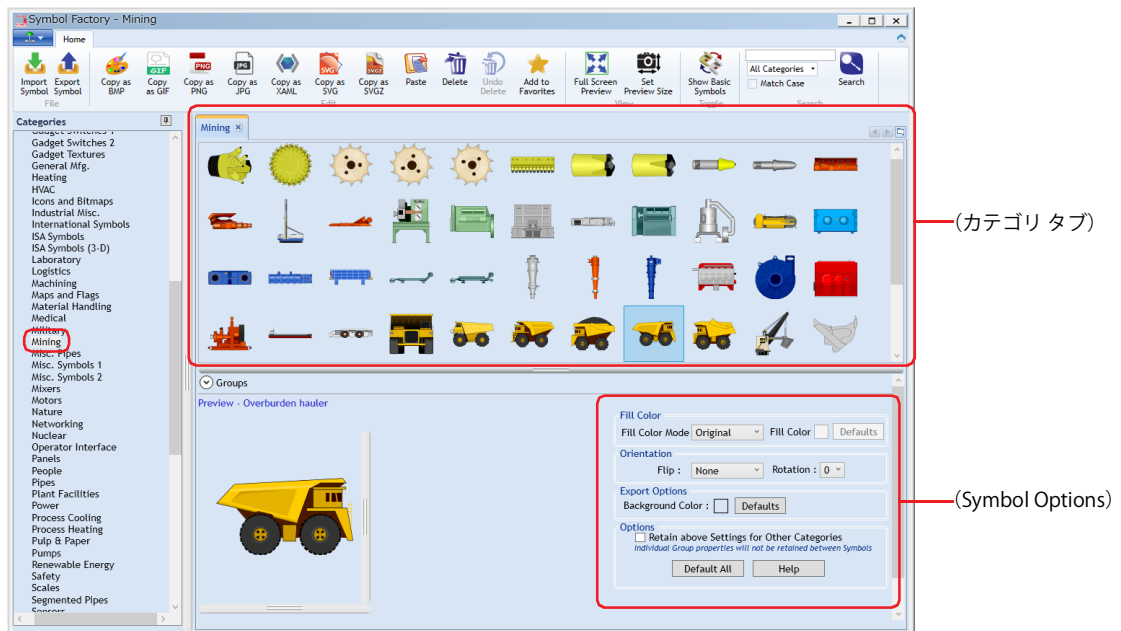 Symbol Factory - Mining
Home
Import Symbol
Export Symbol
Copy as BMP
GIF
Copy as GIF
PNG
Copy as PNG
JPG
Copy as JPG
Copy as XAML
SVG
Copy as SVG
SVGZ
Copy as SVGZ
Paste
Delete
Undo Delete
Add to Favorites
Full Screen Preview
Set Preview Size
Show Basic Symbols
All Categories
Match Case
Search
File
Edit
View
Toggle
Search
Categories
Gadget Switches 1
Gadget Switches 2
Gadget Textures
General Mfg.
Heating
HVAC
Icons and Bitmaps
Industrial Misc.
International Symbols
ISA Symbols
ISA Symbols (3-D)
Laboratory
Logistics
Machining
Maps and Flags
Material Handling
Medical
Military
Mining
Misc. Pipes
Misc. Symbols 1
Misc. Symbols 2
Mixers
Motors
Nature
Networking
Nuclear
Operator Interface
Panels
People
Pipes
Plant Facilities
Power
Process Cooling
Process Heating
Pulp & Paper
Pumps
Renewable Energy
Safety
Scales
Segmented Pipes
Sensors
Mining
(カテゴリ タブ)
Groups
Preview - Overburden hauler
Fill Color
Fill Color Mode Original Fill Color Defaults
Orientation
Flip : None Rotation : 0
Export Options
Background Color : Defaults
Options
Retain above Settings for Other Categories
Individual Group properties will not be retained between Symbols
Default All Help
(Symbol Options)